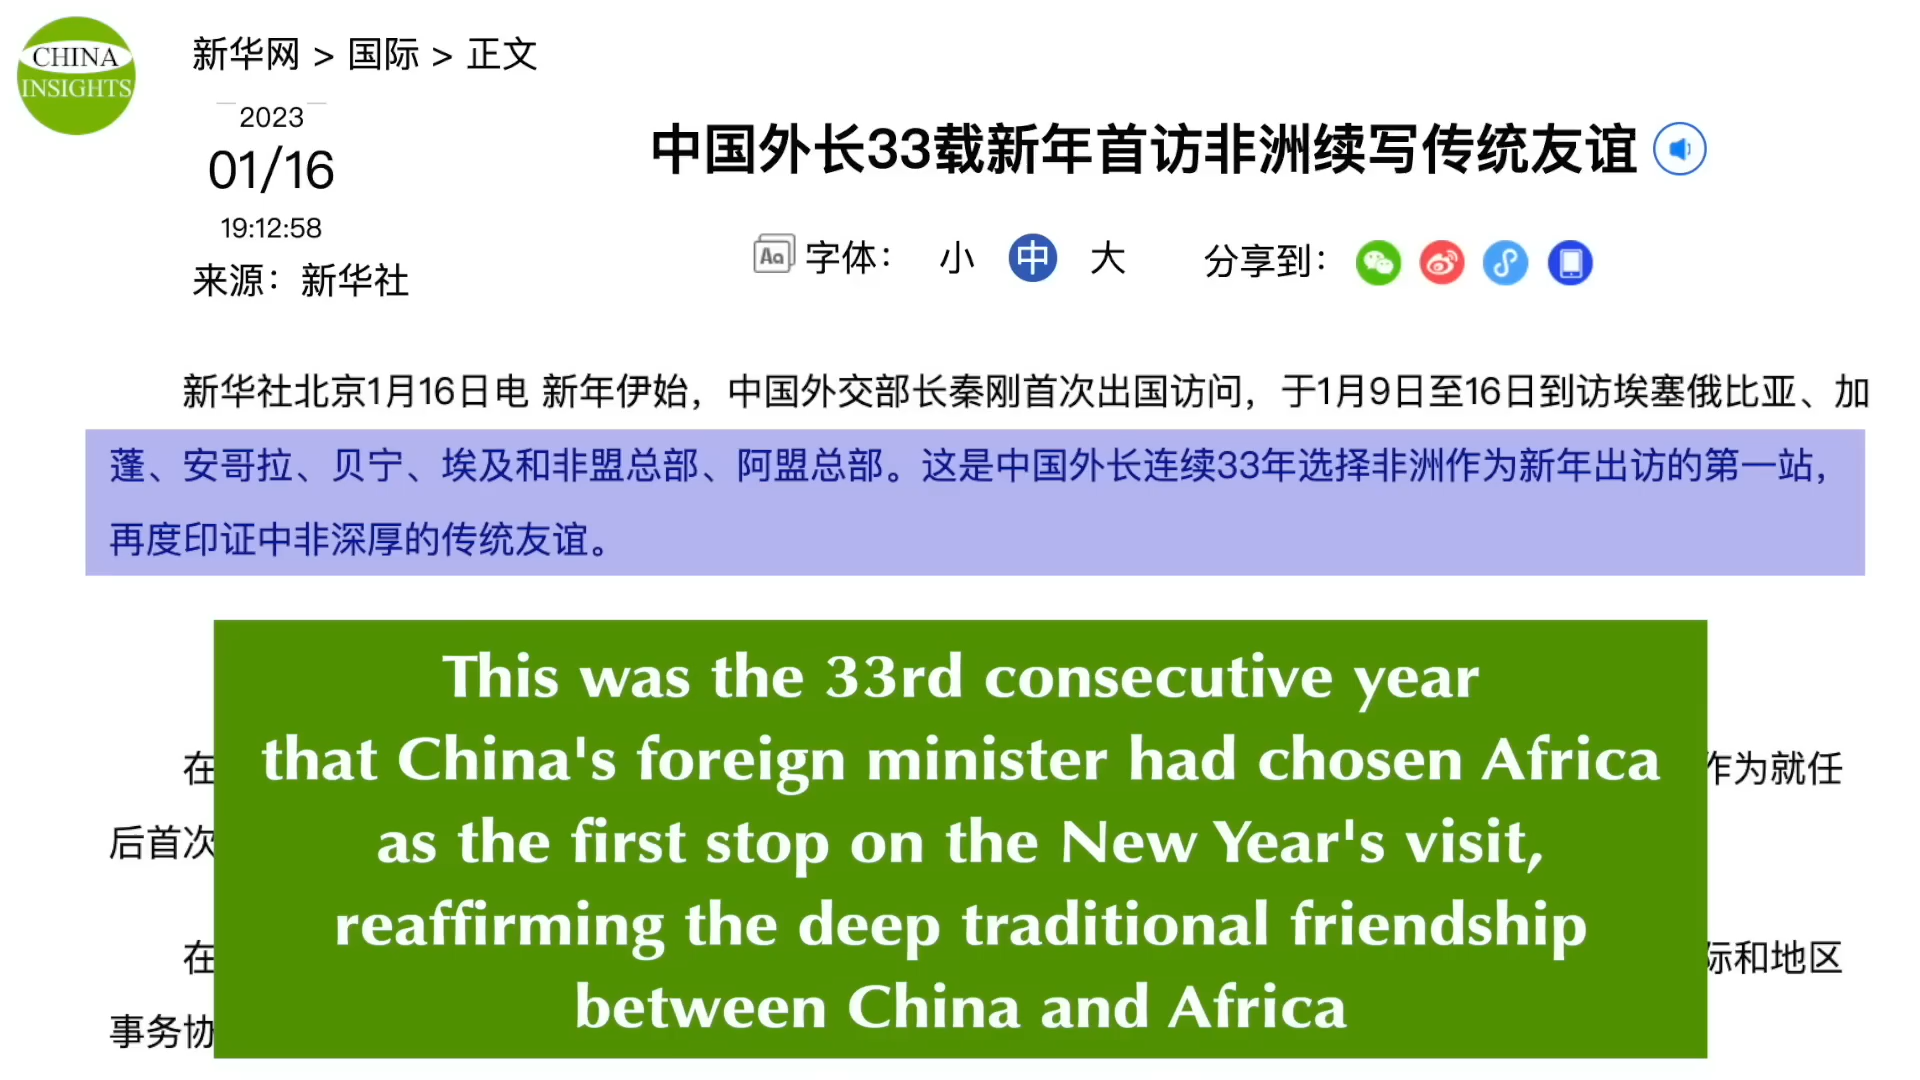 CHINA
INSIGHTS
新华网 > 国际 > 正文
2023
01/16
19:12:58
来源：新华社
中国外长33载新年首访非洲续写传统友谊
Aa 字体： 小 中 大 分享到：
新华社北京1月16日电 新年伊始，中国外交部长秦刚首次出国访问，于1月9日至16日到访埃塞俄比亚、加
蓬、安哥拉、贝宁、埃及和非盟总部、阿盟总部。这是中国外长连续33年选择非洲作为新年出访的第一站，
再度印证中非深厚的传统友谊。
This was the 33rd consecutive year
that China's foreign minister had chosen Africa
as the first stop on the New Year's visit,
reaffirming the deep traditional friendship
between China and Africa
在
作为就任
后首次
在
际和地区
事务协